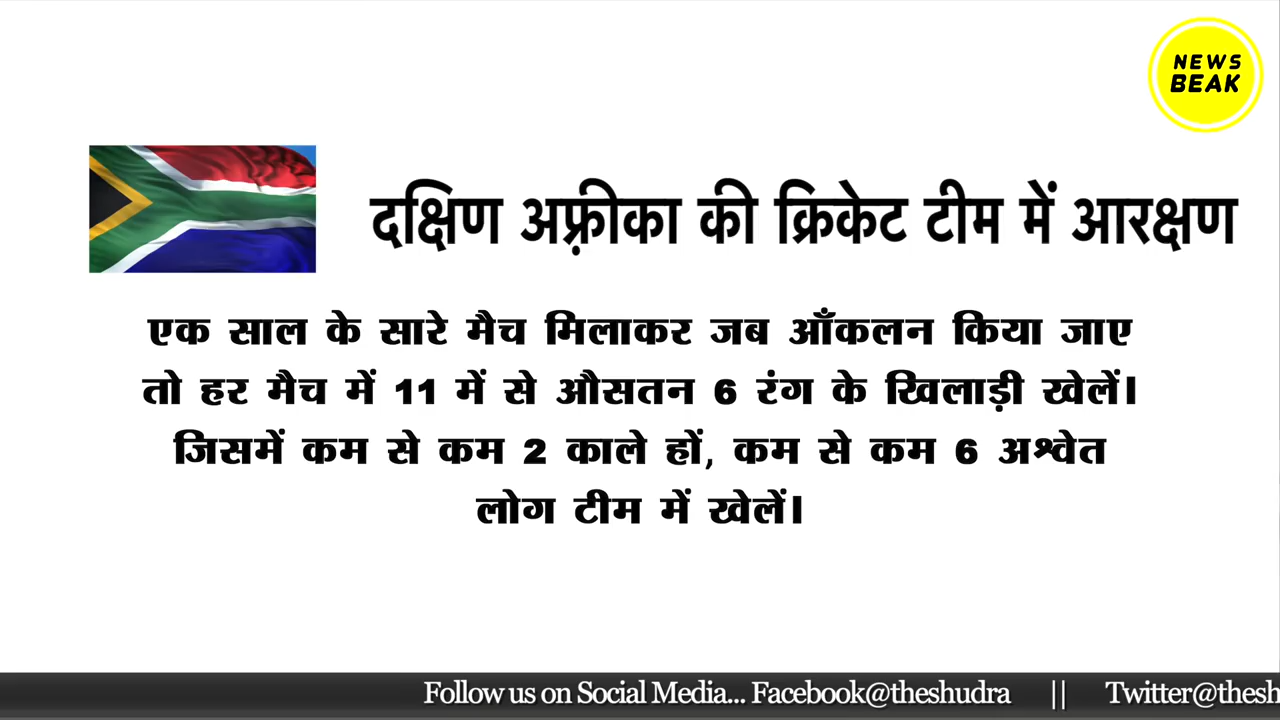 NEWS
BEAK
दक्षिण अफ़्रीका की क्रिकेट टीम में आरक्षण
एक साल के सारे मैच मिलाकर जब आँकलन किया जाए
तो हर मैच में 11 में से औसतन 6 रंग के खिलाड़ी खेलें।
जिसमें कम से कम 2 काले हों, कम से कम 6 अश्वेत
लोग टीम में खेलें।
Follow us on Social Media... Facebook@theshudra || Twitter@thesh